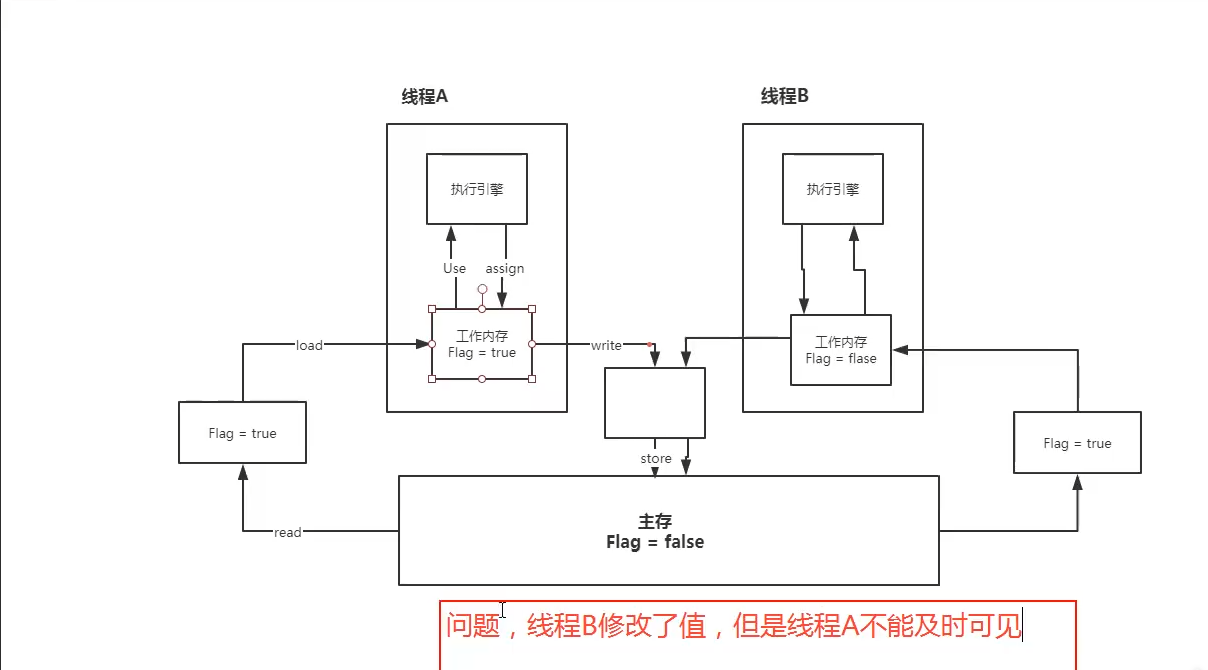 线程A
线程B
执行引擎
执行引擎
Use
assign
工作内存
Flag = true
工作内存
Flag = flase
load
write
Flag = true
Flag = true
store
read
主存
Flag = false
问题，线程B修改了值，但是线程A不能及时可见